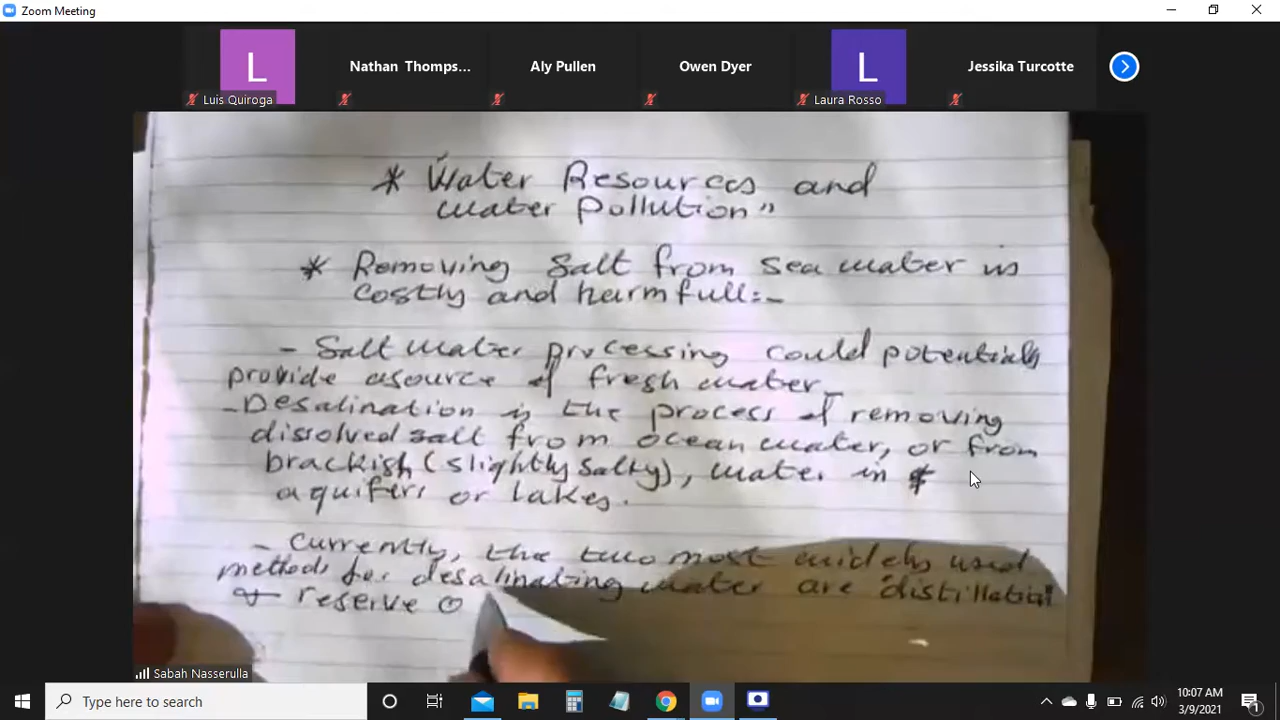 Zoom Meeting
L
Nathan Thomps...
Aly Pullen
Owen Dyer
L
Jessika Turcotte
Luis Quiroga
Laura Rosso
* Water Resources and
water Pollution"
* Removing Salt from Sea water is
costly and harmfull:-
- Salt water processing could potentially
provide a source of fresh water-
- Desalination is the process of removing
dissolved salt from ocean water, or from
brackish (slightly salty), water in
aquifers or lakes.
- Currently, the two most widely used
methods for desalinating water are distillation
& reserve O
Sabah Nasserulla
Type here to search
10:07 AM
3/9/2021
1